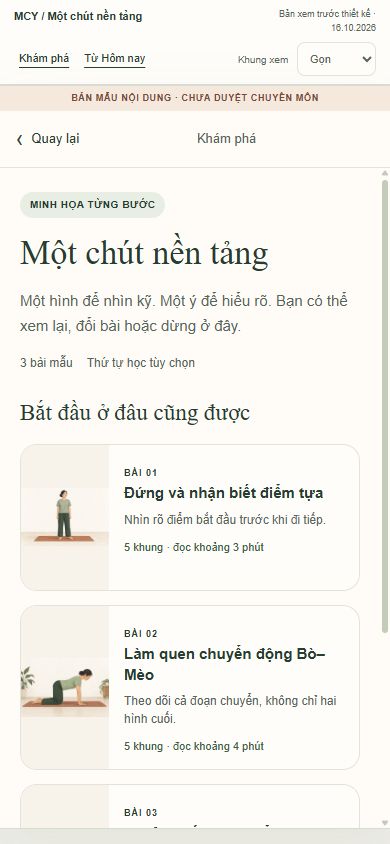 MCY / Một chút nền tảng
Bản xem trước thiết kế ·
16.10.2026
Khám phá
Từ Hôm nay
Khung xem
Gọn
BẢN MẪU NỘI DUNG · CHƯA DUYỆT CHUYÊN MÔN
Quay lại
Khám phá
MINH HỌA TỪNG BƯỚC
Một chút nền tảng
Một hình để nhìn kỹ. Một ý để hiểu rõ. Bạn có thể
xem lại, đổi bài hoặc dừng ở đây.
3 bài mẫu
Thứ tự học tùy chọn
Bắt đầu ở đâu cũng được
BÀI 01
Đứng và nhận biết điểm tựa
Nhìn rõ điểm bắt đầu trước khi đi tiếp.
5 khung · đọc khoảng 3 phút
BÀI 02
Làm quen chuyển động Bò–
Mèo
Theo dõi cả đoạn chuyển, không chỉ hai
hình cuối.
5 khung · đọc khoảng 4 phút
BÀI 03